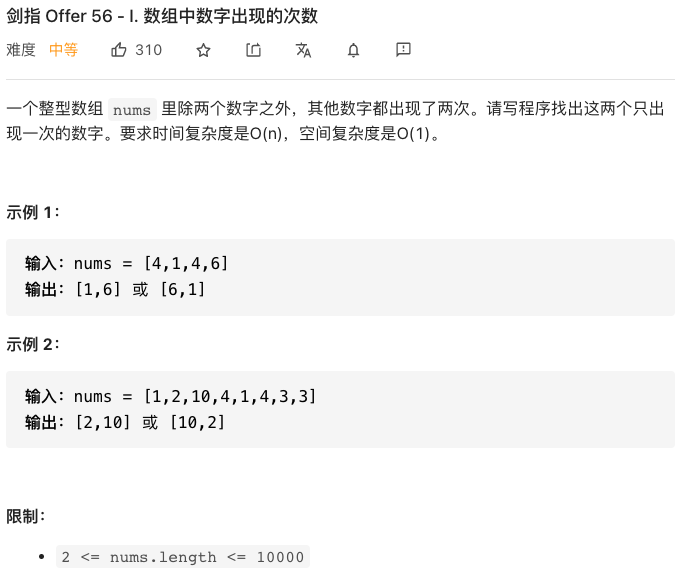 剑指 Offer 56 - I. 数组中数字出现的次数
难度 中等 310
一个整型数组 nums 里除两个数字之外，其他数字都出现了两次。请写程序找出这两个只出
现一次的数字。要求时间复杂度是O(n)，空间复杂度是O(1)。
示例 1：
输入：nums = [4,1,4,6]
输出：[1,6] 或 [6,1]
示例 2：
输入：nums = [1,2,10,4,1,4,3,3]
输出：[2,10] 或 [10,2]
限制：
• 2 <= nums.length <= 10000